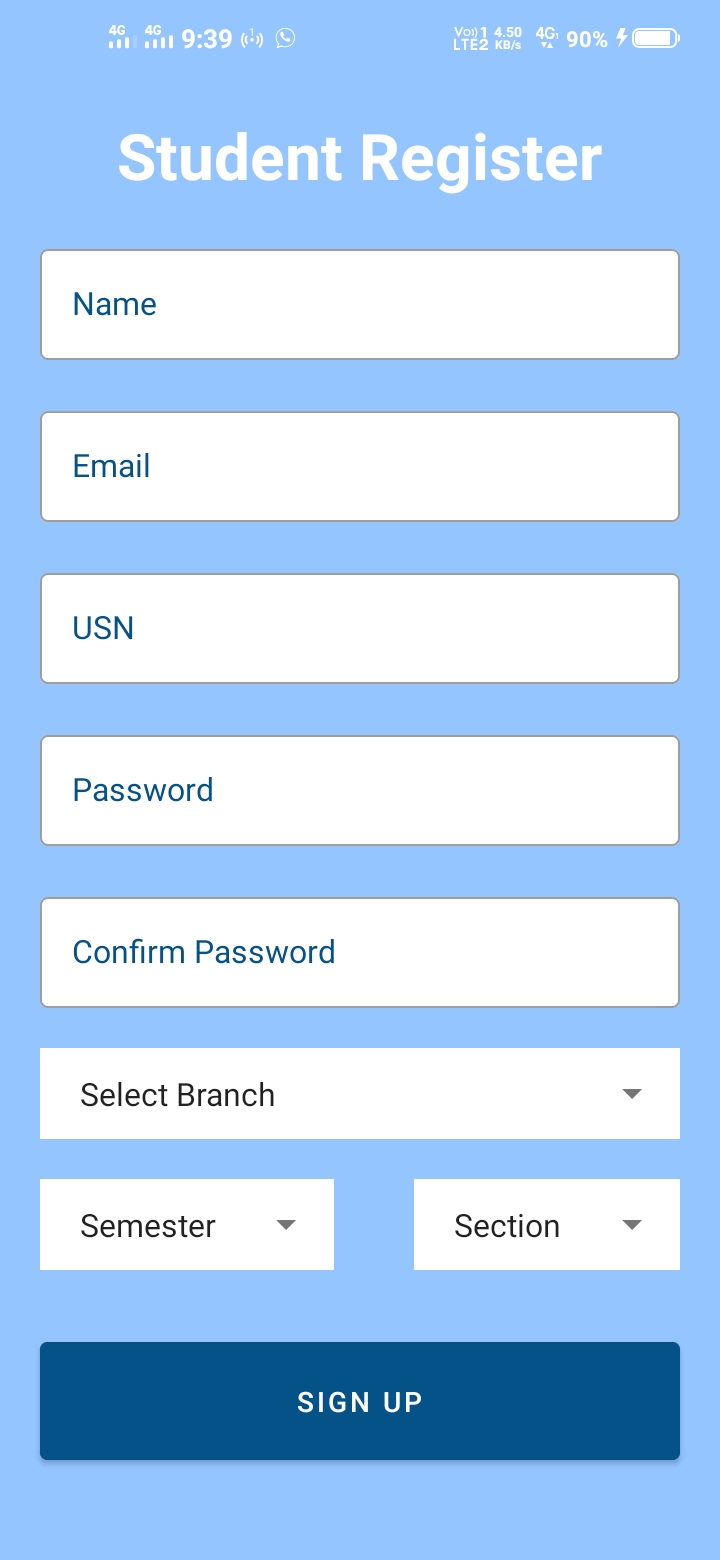 4G 4G 9:39 Vo)) 1 LTE2 4.50 KB/s 4G 90%
Student Register
Name
Email
USN
Password
Confirm Password
Select Branch
Semester Section
SIGN UP